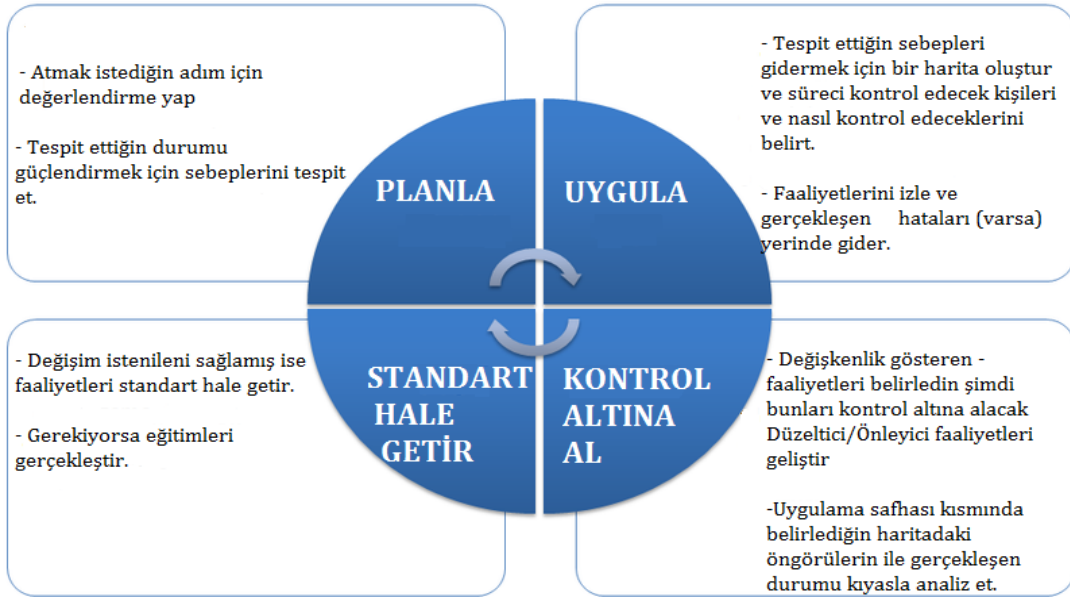 - Atmak istediğin adım için
değerlendirme yap
- Tespit ettiğin durumu
güçlendirmek için sebeplerini tespit
et.
PLANLA
- Tespit ettiğin sebepleri
gidermek için bir harita oluştur
ve süreci kontrol edecek kişileri
ve nasıl kontrol edeceklerini
belirt.
- Faaliyetlerini izle ve
gerçekleşen hataları (varsa)
yerinde gider.
UYGULA
- Değişim istenileni sağlamış ise
faaliyetleri standart hale getir.
- Gerekiyorsa eğitimleri
gerçekleştir.
STANDART
HALE
GETİR
KONTROL
ALTINA
AL
- Değişkenlik gösteren -
faaliyetleri belirledin şimdi
bunları kontrol altına alacak
Düzeltici/Önleyici faaliyetleri
geliştir
-Uygulama safhası kısmında
belirlediğin haritadaki
öngörülerin ile gerçekleşen
durumu kıyasla analiz et.